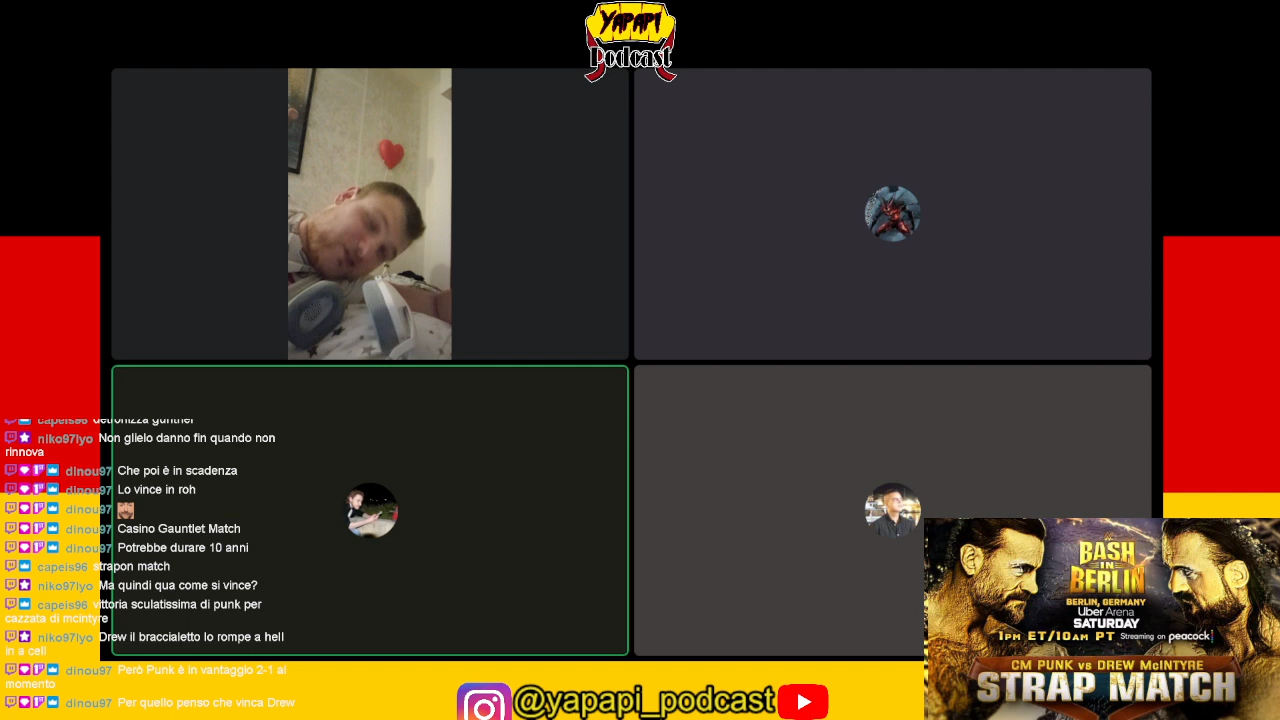 YAPAPI
Podcast
capeis96 detronizza gunther
niko97lyo Non glielo danno fin quando non
rinnova
dinou97 Che poi è in scadenza
dinou97 Lo vince in roh
dinou97
dinou97 Casino Gauntlet Match
dinou97 Potrebbe durare 10 anni
capeis96 strapon match
niko97lyo Ma quindi qua come si vince?
capeis96 vittoria sculatissima di punk per
cazzata di mcintyre
niko97lyo Drew il braccialetto lo rompe a hell
in a cell
dinou97 Però Punk è in vantaggio 2-1 al
momento
dinou97 Per quello penso che vinca Drew
BASH
IN
BERLIN
BERLIN, GERMANY
Uber Arena
SATURDAY
1PM ET/10AM PT Streaming on peacock
CM PUNK vs DREW McINTYRE
STRAP MATCH
@yapapi_podcast